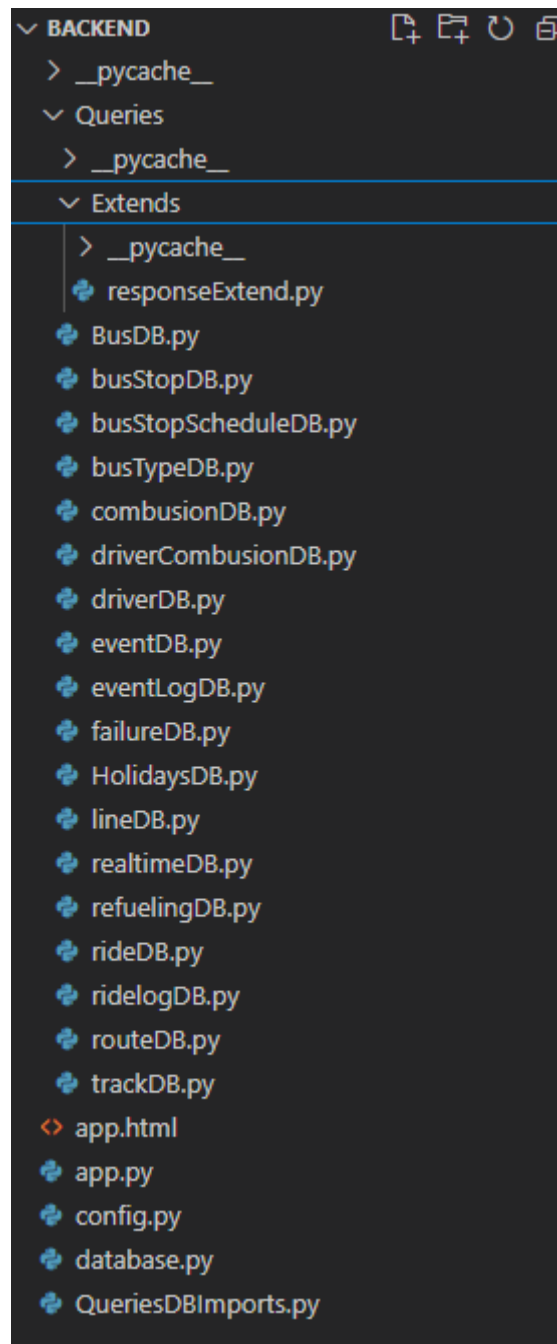 BACKEND
__pycache__
Queries
__pycache__
Extends
__pycache__
responseExtend.py
BusDB.py
busStopDB.py
busStopScheduleDB.py
busTypeDB.py
combusionDB.py
driverCombusionDB.py
driverDB.py
eventDB.py
eventLogDB.py
failureDB.py
HolidaysDB.py
lineDB.py
realtimeDB.py
refuelingDB.py
rideDB.py
ridelogDB.py
routeDB.py
trackDB.py
app.html
app.py
config.py
database.py
QueriesDBImports.py